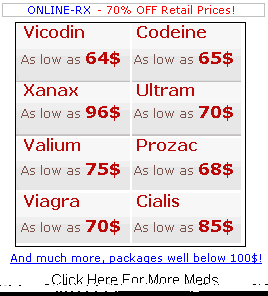 ONLINE-RX - 70% OFF Retail Prices!
Vicodin Codeine
As low as 64$ As low as 65$
Xanax Ultram
As low as 96$ As low as 70$
Valium Prozac
As low as 75$ As low as 68$
Viagra Cialis
As low as 70$ As low as 85$
And much more, packages well below 100$!
Click Here For More Meds